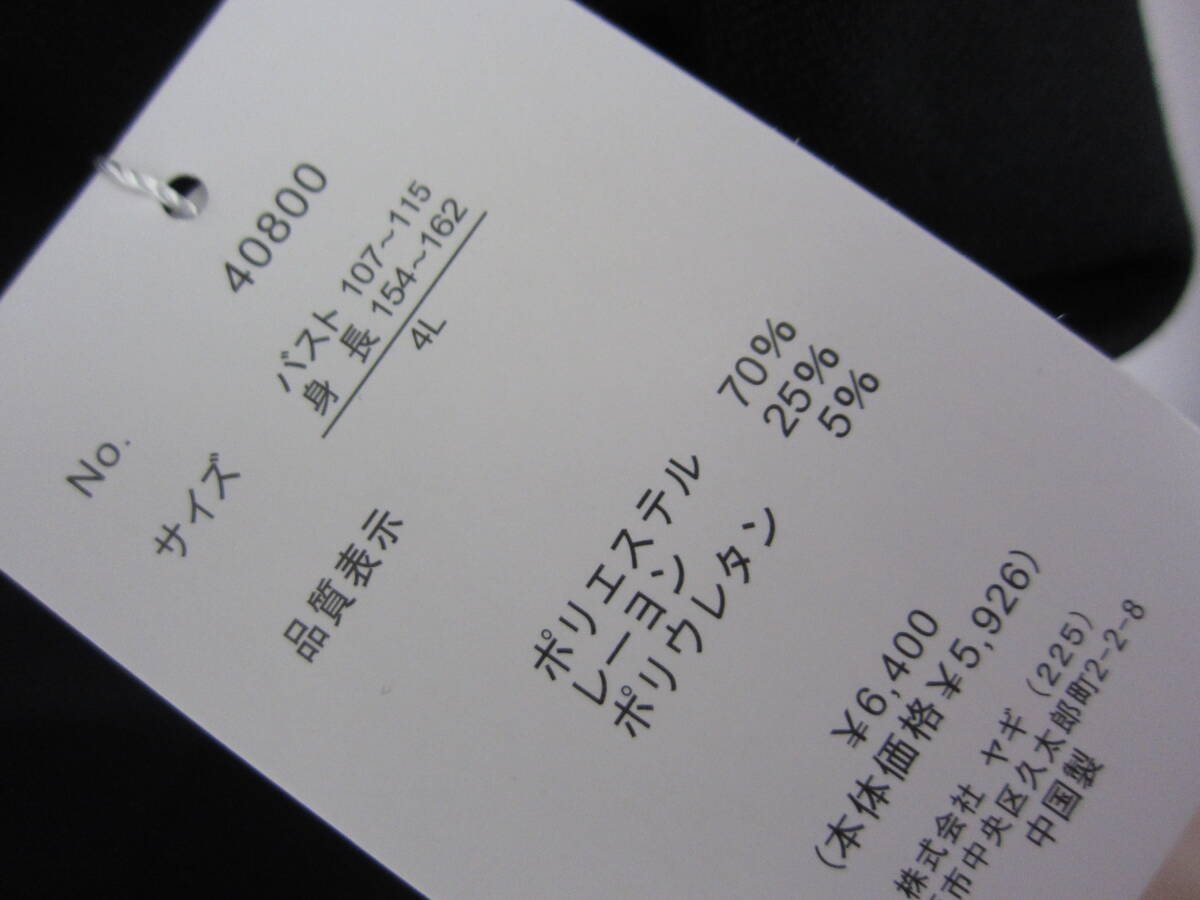 No. 40800
サイズ バスト 107~115
身長 154~162
4L
品質表示
ポリエステル 70%
レーヨン 25%
ポリウレタン 5%
¥6,400
(本体価格¥5,926)
株式会社 ヤギ (225)
市中央区久太郎町2-2-8
中国製